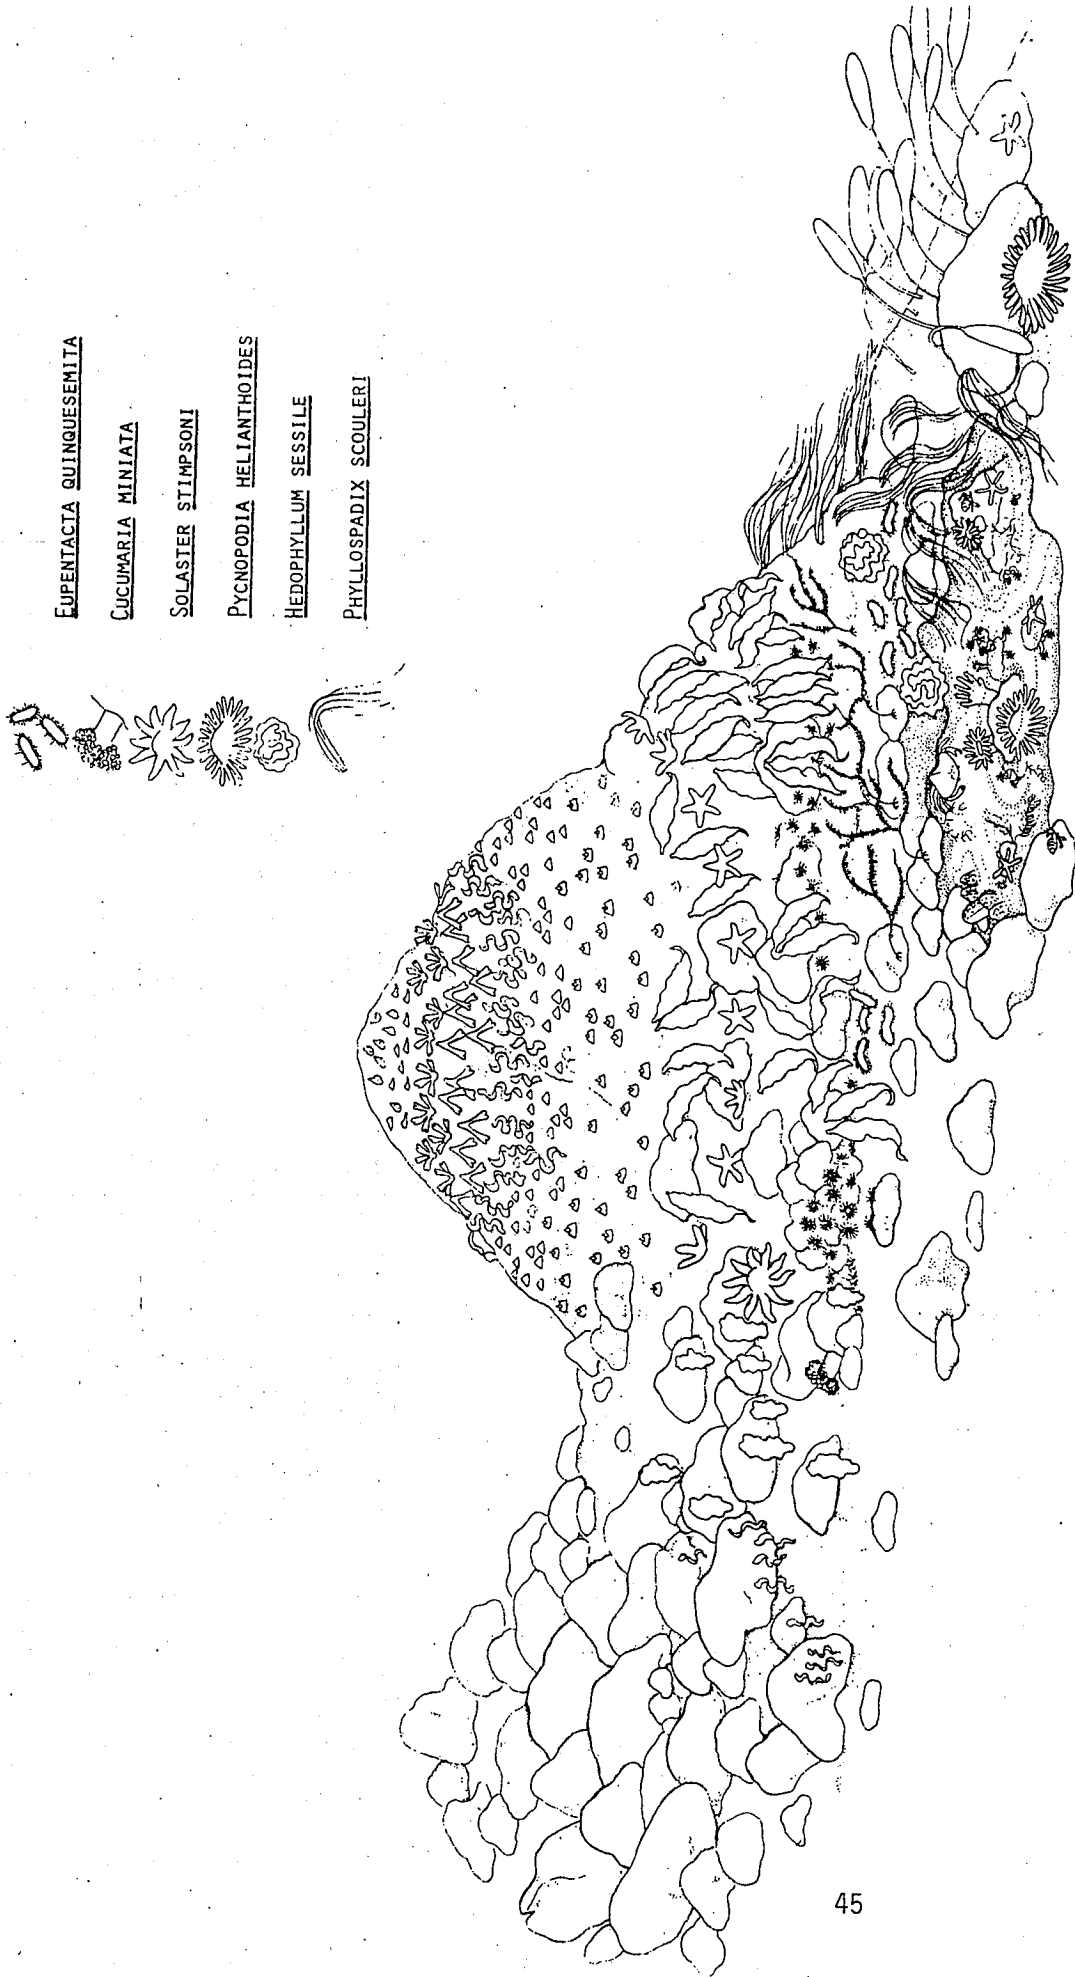 EUPENTACTA QUINQUESEMITA
CUCUMARIA MINIATA
SOLASTER STIMPSONI
PYCNOPODIA HELIANTHOIDES
HEDOPHYLLUM SESSILE
PHYLLOSPADIX SCOULERI
45